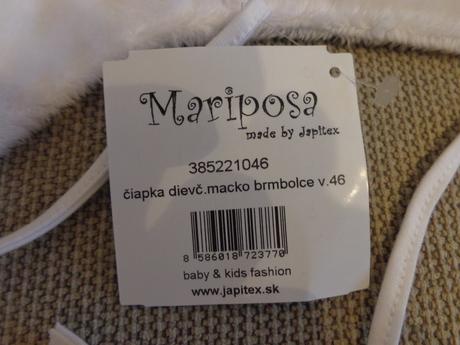 Mariposa
made by Japitex
385221046
čiapka dievč.macko brmbolce v.46
8 586018 723770
baby & kids fashion
www.japitex.sk